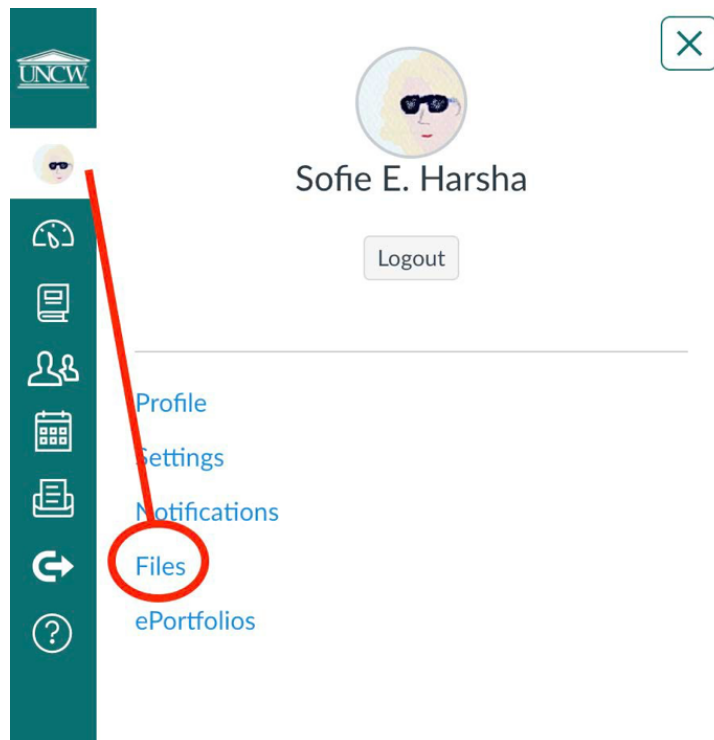 UNCW
Sofie E. Harsha
Logout
Profile
Settings
Notifications
Files
ePortfolios
?